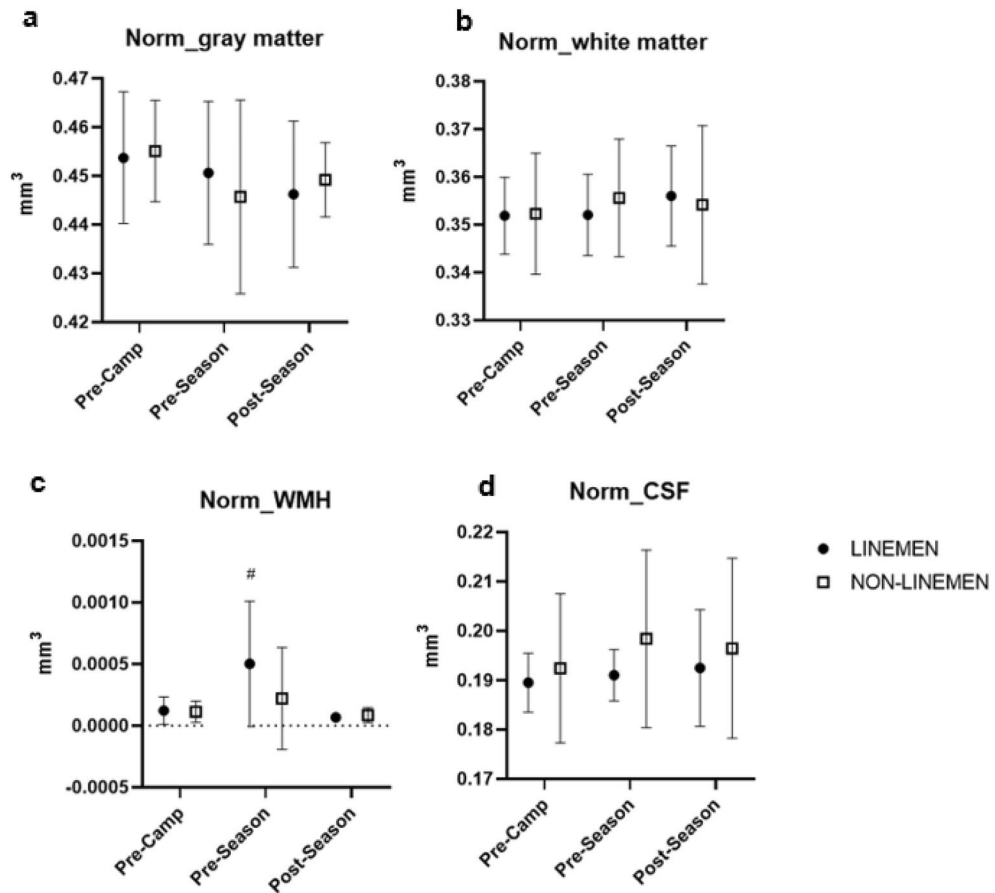 a
Norm_gray matter
0.47
0.46
0.45
0.44
0.43
0.42
mm³
Pre-Camp
Pre-Season
Post-Season
b
Norm_white matter
0.38
0.37
0.36
0.35
0.34
0.33
mm³
Pre-Camp
Pre-Season
Post-Season
c
Norm_WMH
0.0015
0.0010
0.0005
0.0000
-0.0005
mm³
#
Pre-Camp
Pre-Season
Post-Season
d
Norm_CSF
0.22
0.21
0.20
0.19
0.18
0.17
mm³
Pre-Camp
Pre-Season
Post-Season
LINEMEN
NON-LINEMEN